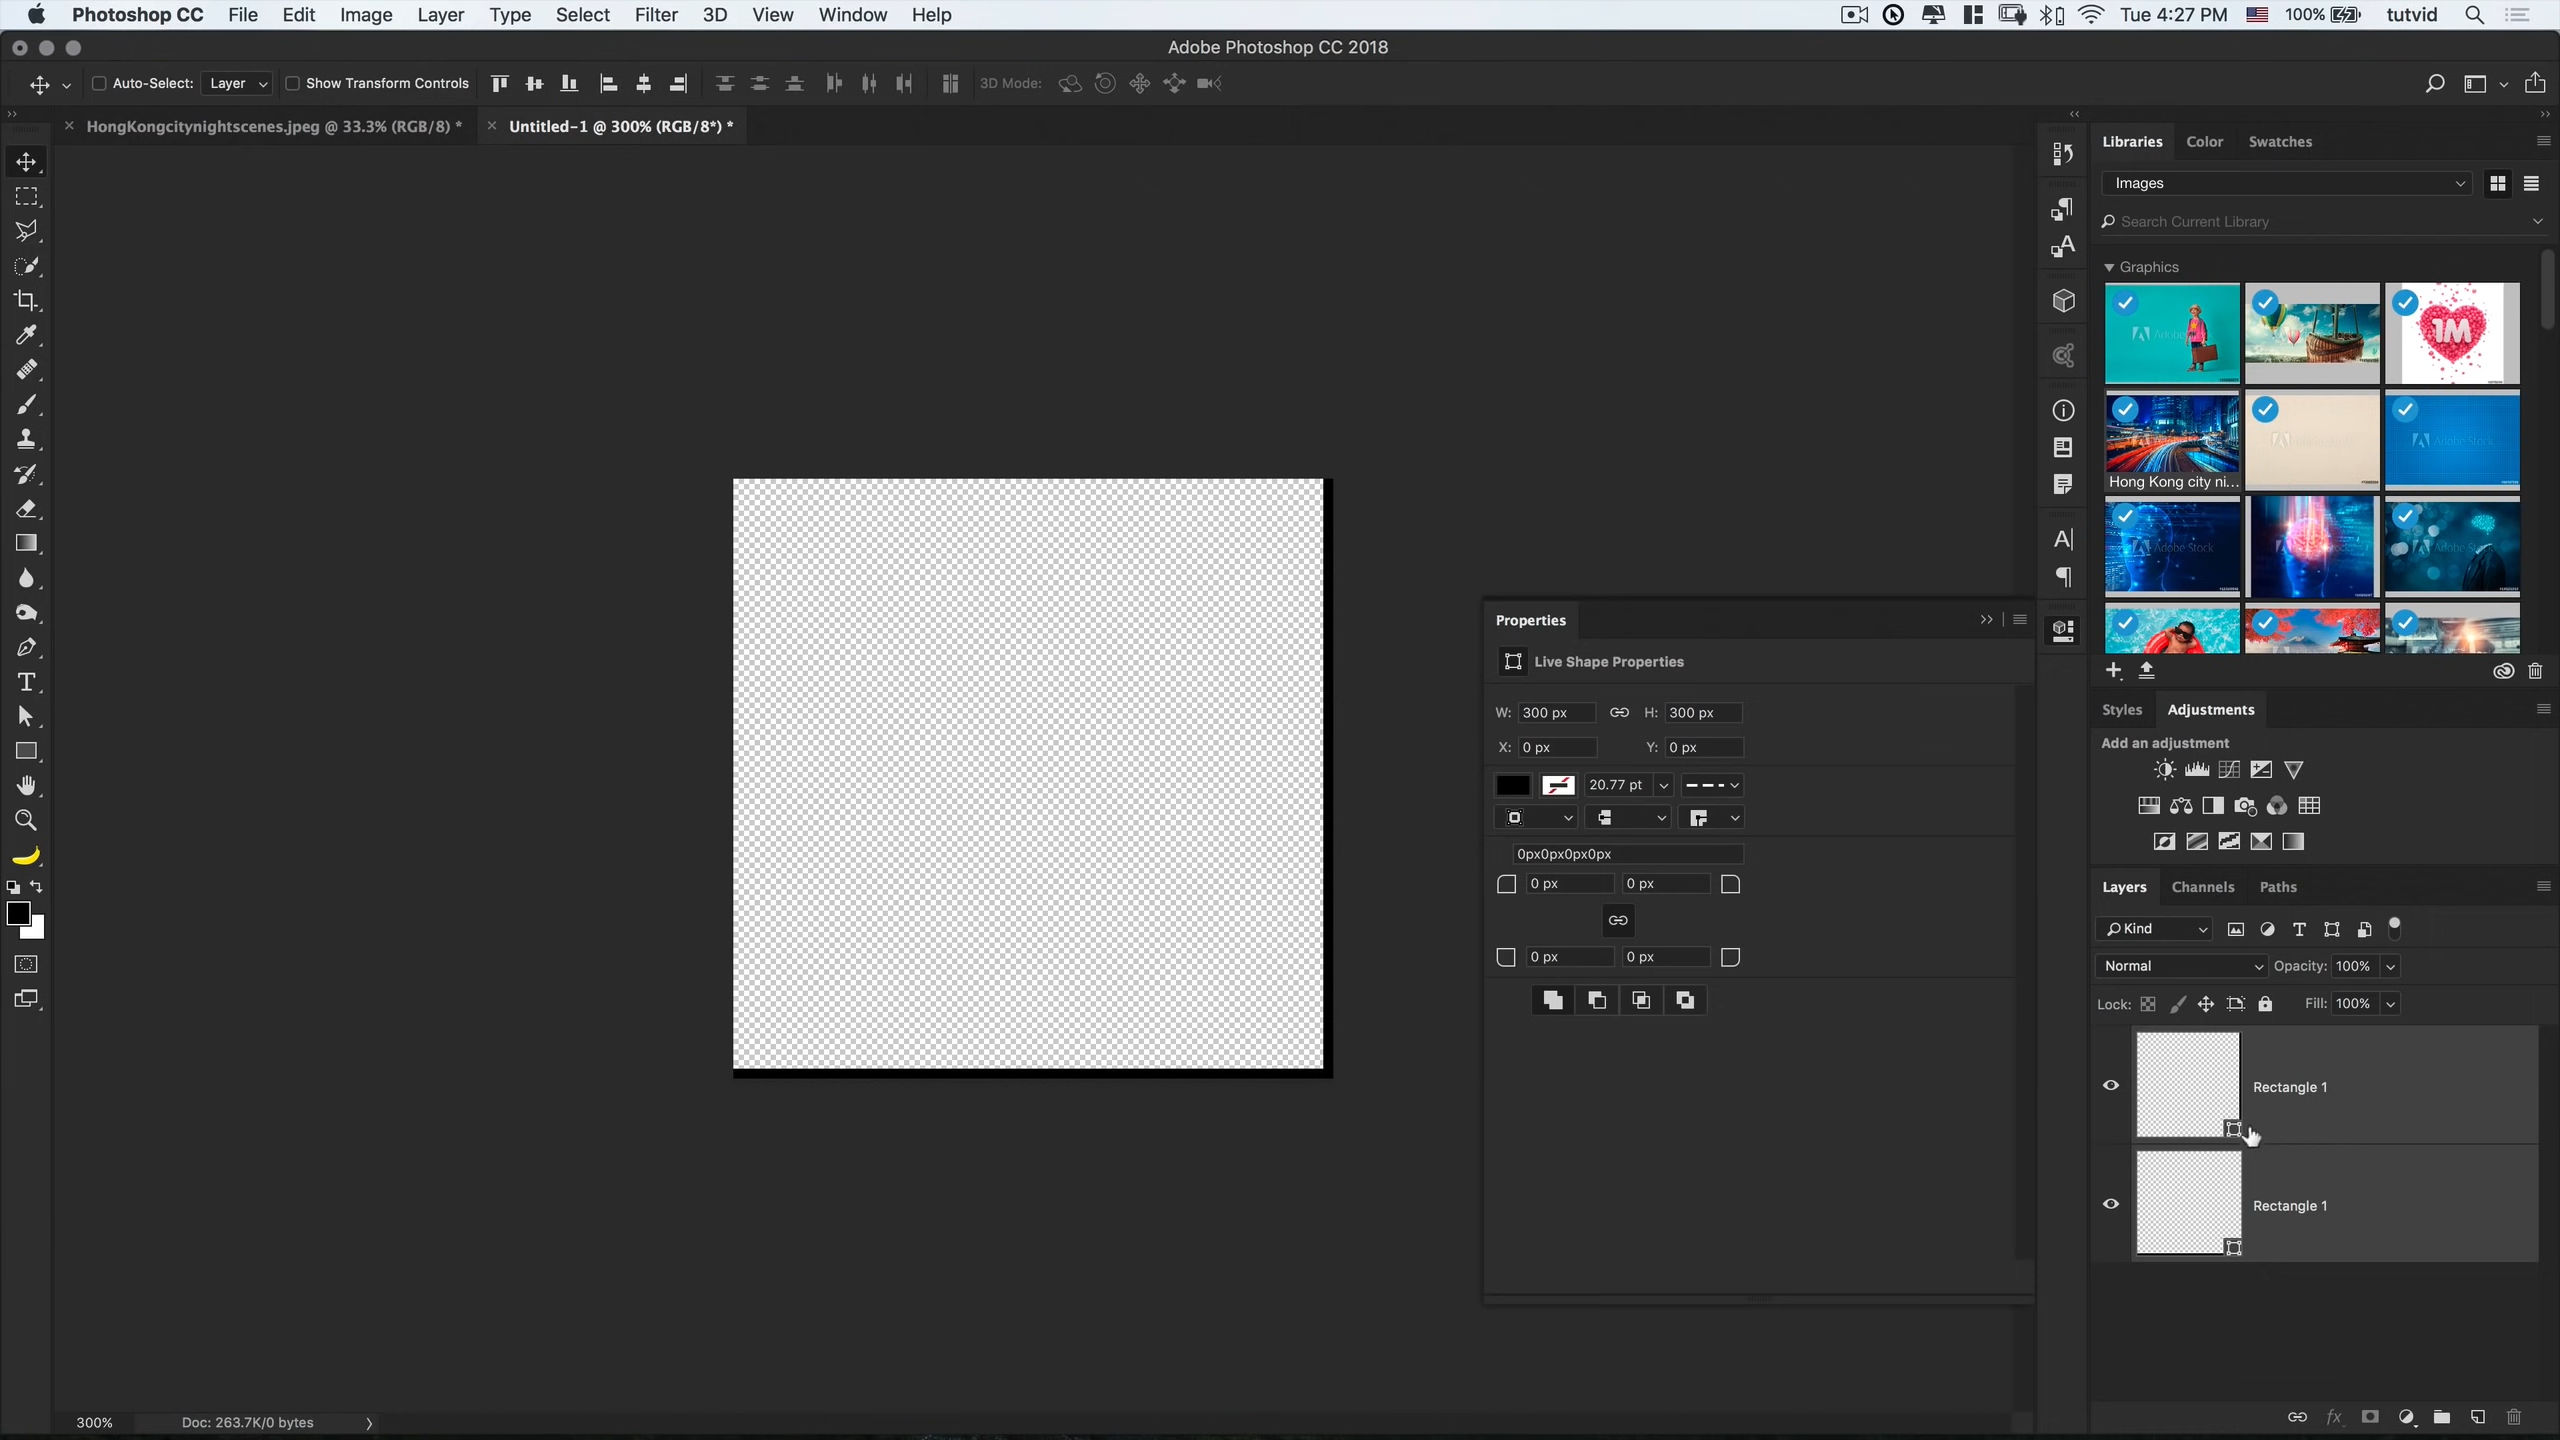 Photoshop CC File Edit Image Layer Type Select Filter 3D View Window Help Tue 4:27 PM 100% tutvid
Adobe Photoshop CC 2018
Auto-Select: Layer Show Transform Controls 3D Mode:
HongKongcitynightscenes.jpeg @ 33.3% (RGB/8) * Untitled-1 @ 300% (RGB/8*) *
Libraries Color Swatches
Images
Search Current Library
Graphics
1M
Hong Kong city ni...
Adobe Stock
Properties
Live Shape Properties
W: 300 px H: 300 px
X: 0 px Y: 0 px
20.77 pt
0px0px0px0px
0 px 0 px
0 px 0 px
Styles Adjustments
Add an adjustment
Layers Channels Paths
Kind
Normal Opacity: 100%
Lock: Fill: 100%
Rectangle 1
Rectangle 1
fx
300% Doc: 263.7K/0 bytes